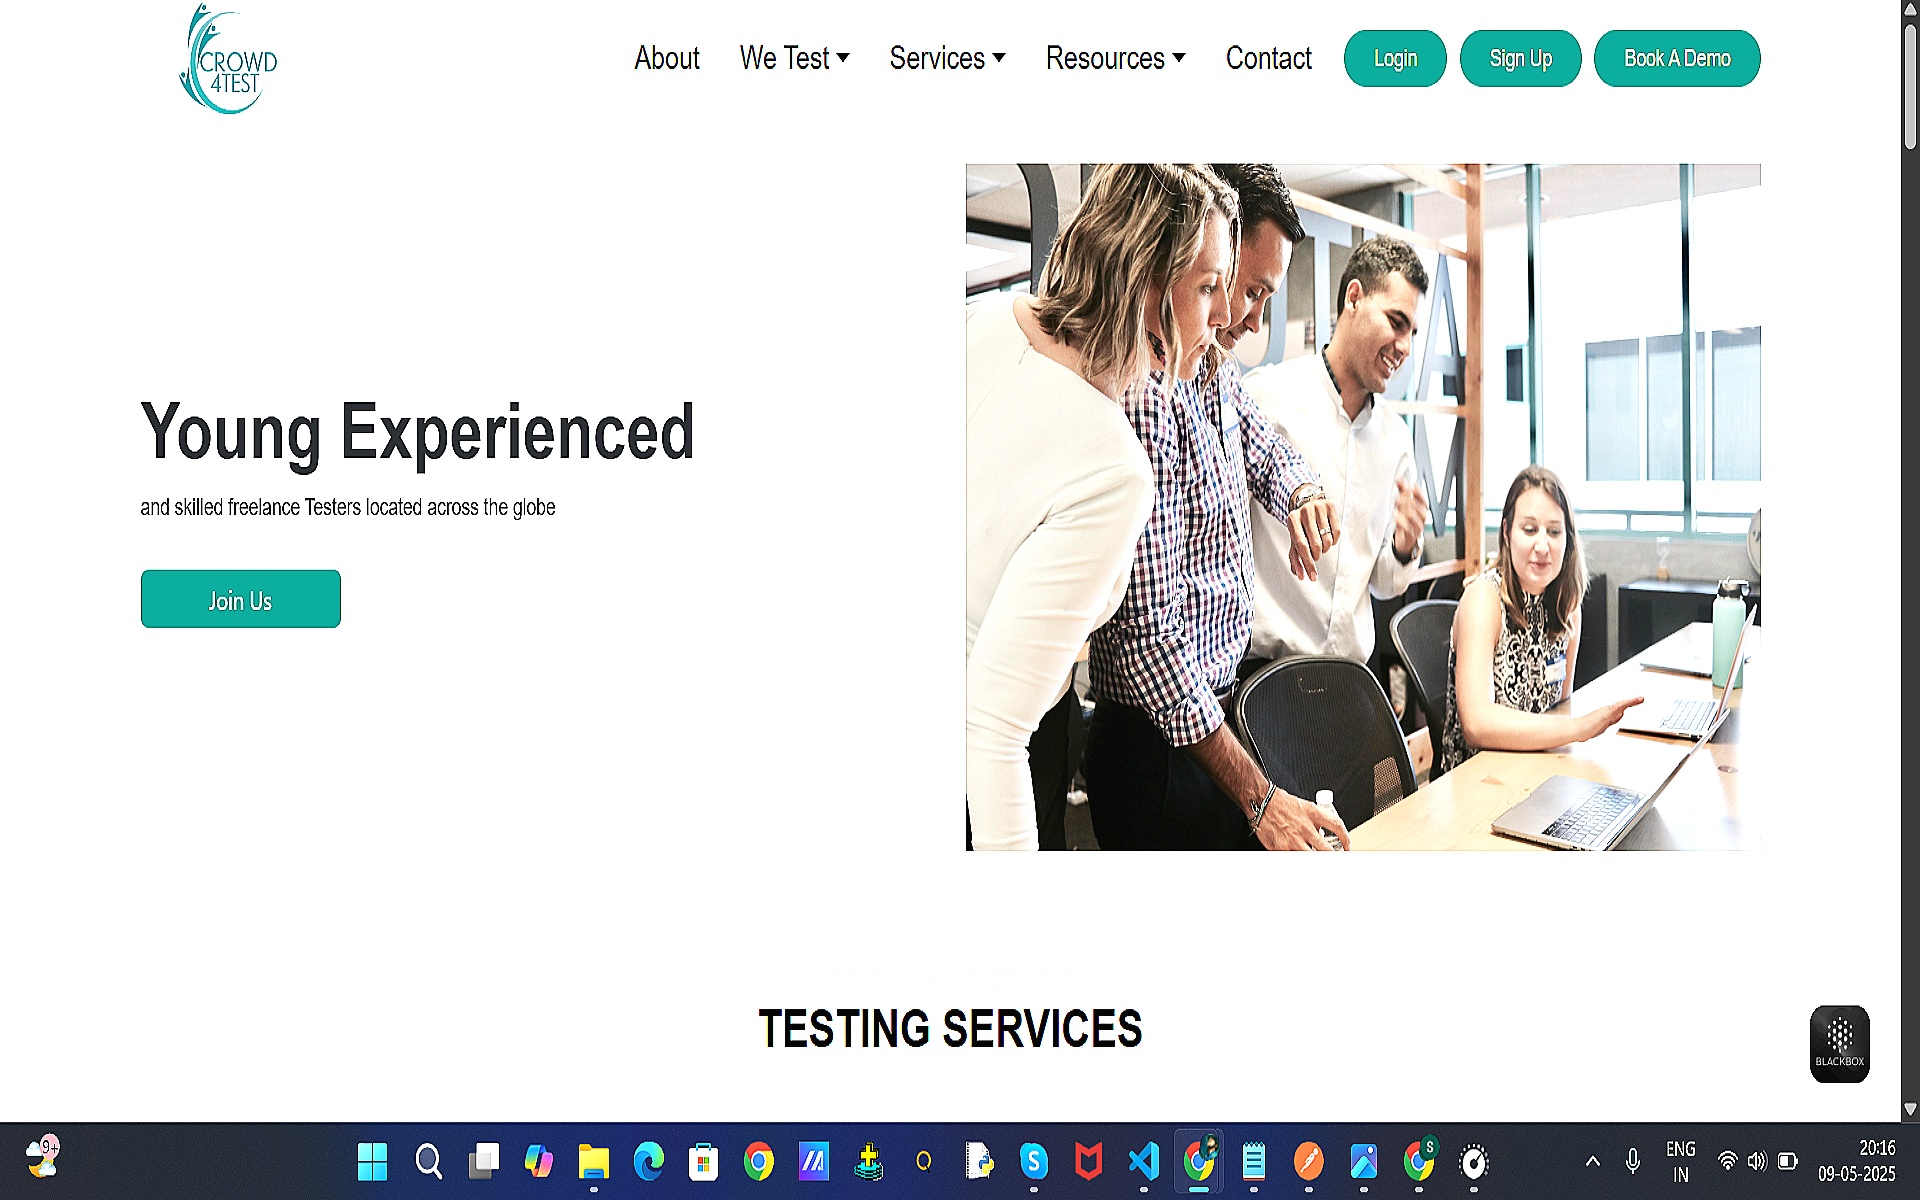 CROWD
4TEST
About
We Test
Services
Resources
Contact
Login
Sign Up
Book A Demo
Young Experienced
and skilled freelance Testers located across the globe
Join Us
TESTING SERVICES
BLACKBOX
9+
S
S
ENG
IN
20:16
09-05-2025